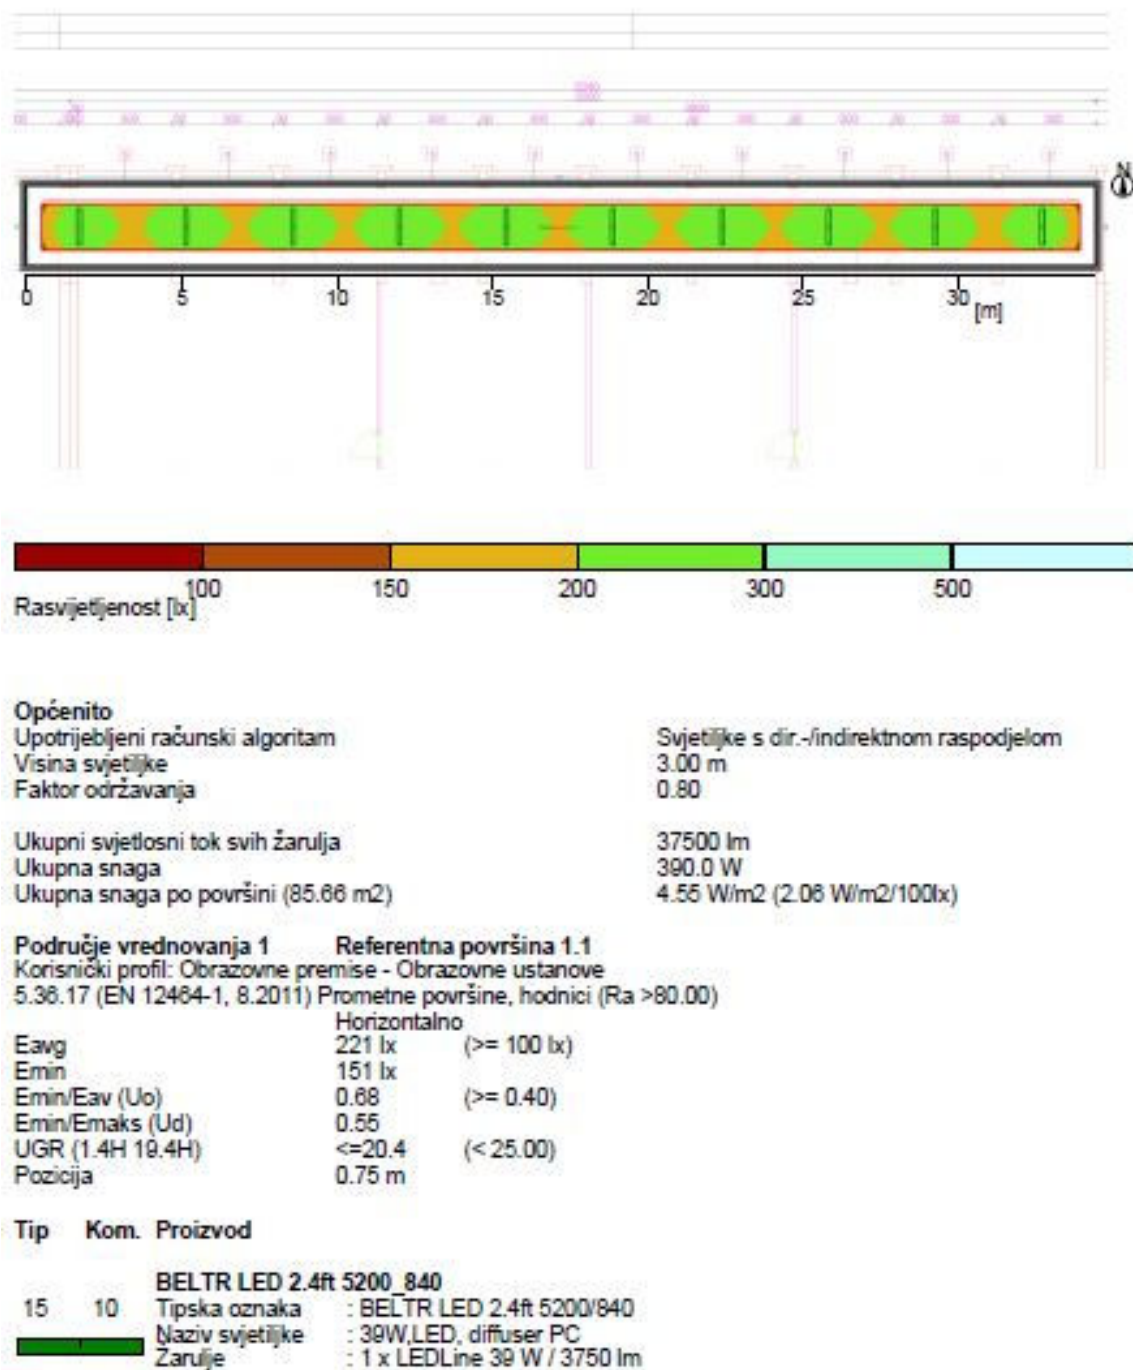 N
0 5 10 15 20 25 30 [m]
100 150 200 300 500
Rasvijetljenost [lx]
Općenito
Upotrijebljeni računski algoritam Svjetiljke s dir.-/indirektnom raspodjelom
Visina svjetiljke 3.00 m
Faktor održavanja 0.80
Ukupni svjetlosni tok svih žarulja 37500 lm
Ukupna snaga 390.0 W
Ukupna snaga po površini (85.66 m2) 4.55 W/m2 (2.06 W/m2/100lx)
Područje vrednovanja 1 Referentna površina 1.1
Korisnički profil: Obrazovne premise - Obrazovne ustanove
5.36.17 (EN 12464-1, 8.2011) Prometne površine, hodnici (Ra >80.00)
Horizontalno
Eavg 221 lx (>= 100 lx)
Emin 151 lx
Emin/Eav (Uo) 0.68 (>= 0.40)
Emin/Emaks (Ud) 0.55
UGR (1.4H 19.4H) <=20.4 (< 25.00)
Pozicija 0.75 m
Tip Kom. Proizvod
BELTR LED 2.4ft 5200_840
15 10 Tipska oznaka : BELTR LED 2.4ft 5200/840
Naziv svjetiljke : 39W,LED, diffuser PC
Žarulje : 1 x LEDLine 39 W / 3750 lm